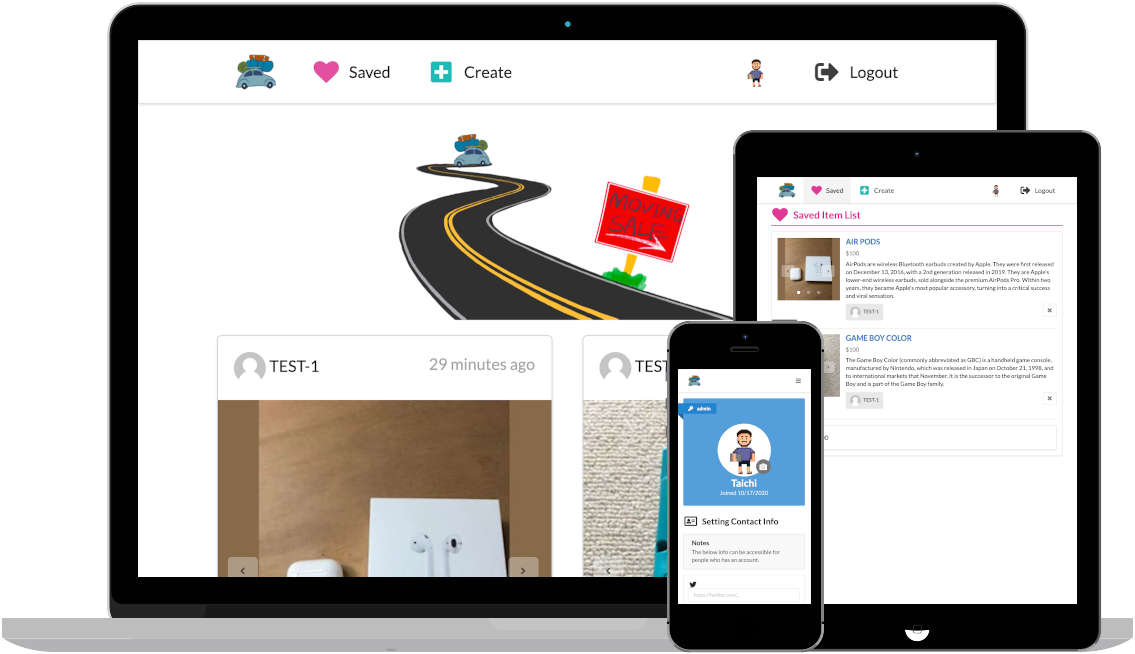 Saved
Create
Logout
MOVING
SALE
TEST-1
29 minutes ago
TEST
Saved
Create
Logout
Saved Item List
AIR PODS
$100
AirPods are wireless Bluetooth earbuds created by Apple. They were first released
on December 13, 2016, with a 2nd generation released in 2019. They are Apple's
lower-end wireless earbuds, sold alongside the premium AirPods Pro. Within two
years, they became Apple's most popular accessory, turning into a critical success
and viral sensation.
TEST-1
GAME BOY COLOR
$100
The Game Boy Color (commonly abbreviated as GBC) is a handheld game console,
manufactured by Nintendo, which was released in Japan on October 21, 1998, and
to international markets that November. It is the successor to the original Game
Boy and is part of the Game Boy family.
TEST-1
admin
Taichi
Joined 10/17/2020
Setting Contact Info
Notes
The below info can be accessible for
people who has an account.
https://twitter.com/...